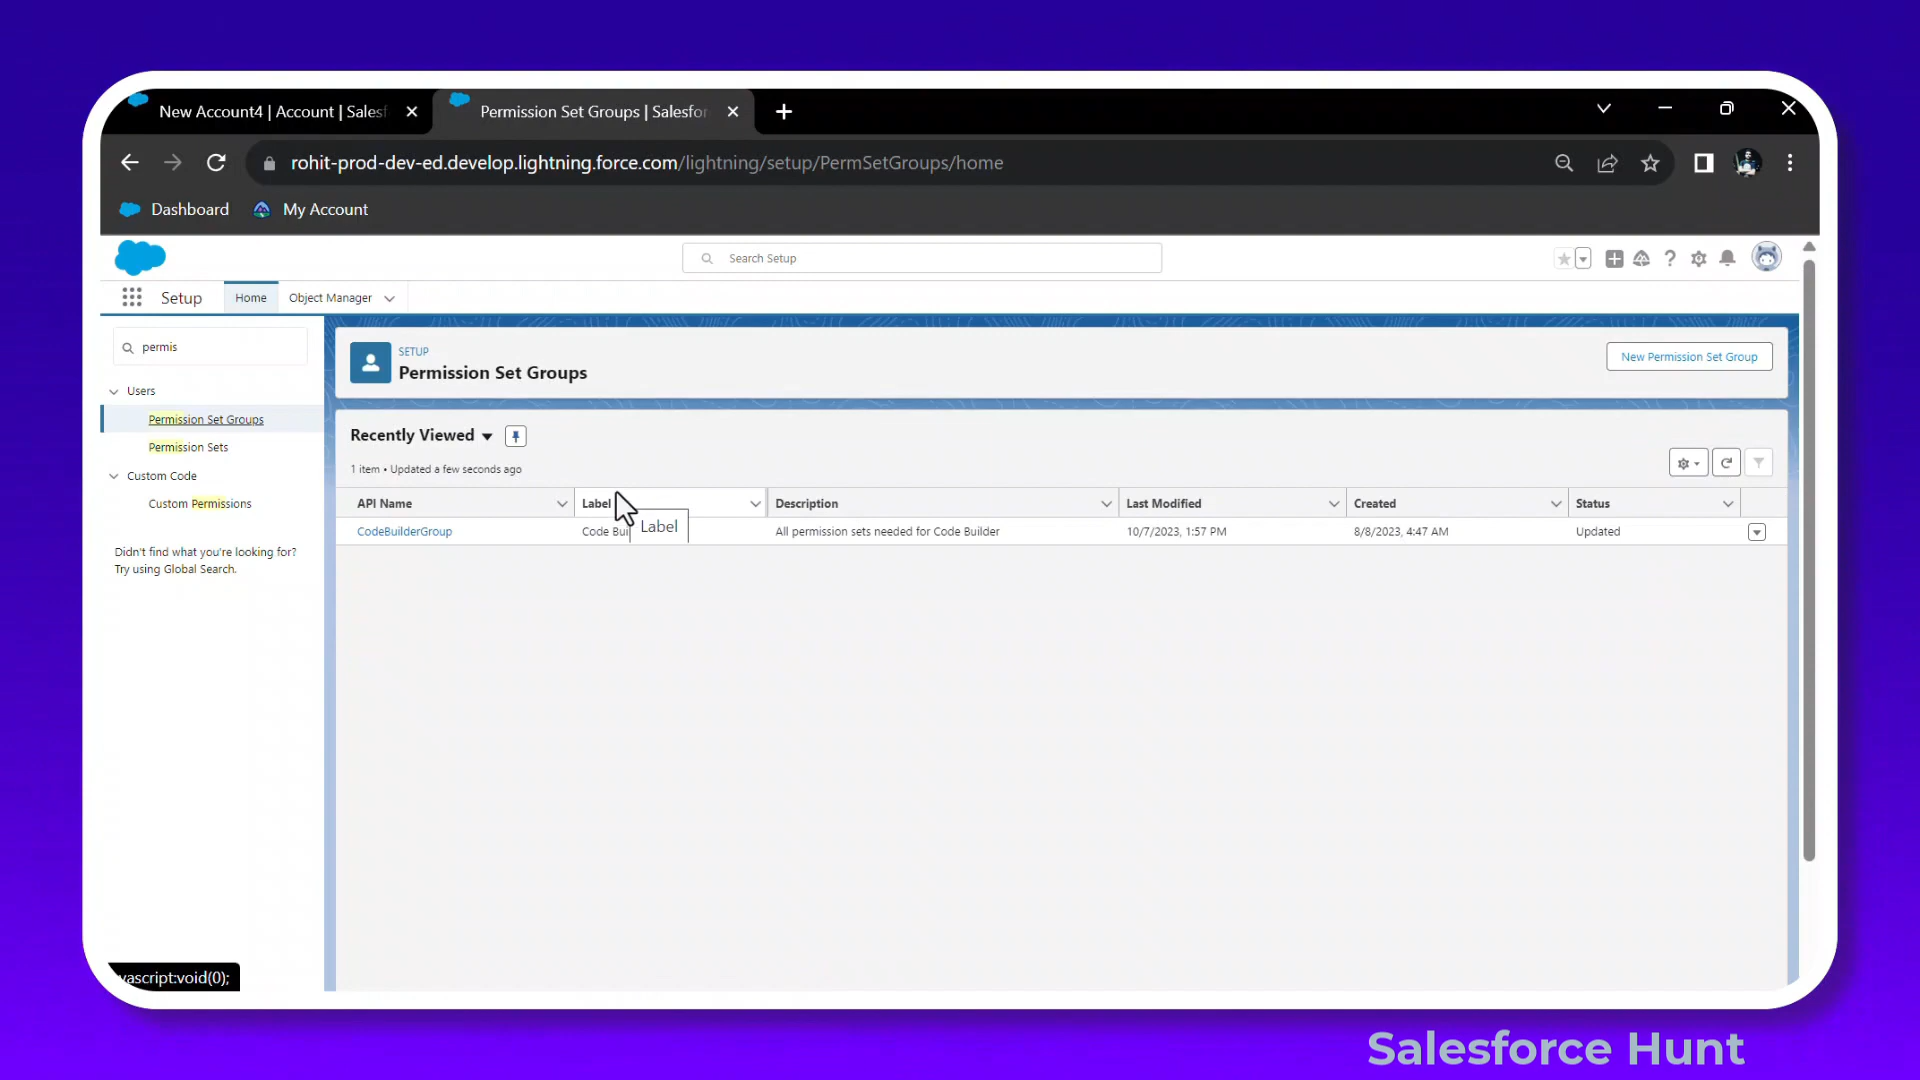 New Account4 | Account | Salesf
Permission Set Groups | Salesfor
rohit-prod-dev-ed.develop.lightning.force.com/lightning/setup/PermSetGroups/home
Dashboard
My Account
Search Setup
Setup
Home
Object Manager
permis
Users
Permission Set Groups
Permission Sets
Custom Code
Custom Permissions
Didn't find what you're looking for?
Try using Global Search.
SETUP
Permission Set Groups
New Permission Set Group
Recently Viewed
1 item • Updated a few seconds ago
API Name Label Description Last Modified Created Status
CodeBuilderGroup Code Bui All permission sets needed for Code Builder 10/7/2023, 1:57 PM 8/8/2023, 4:47 AM Updated
Label
vascript:void(0);
Salesforce Hunt